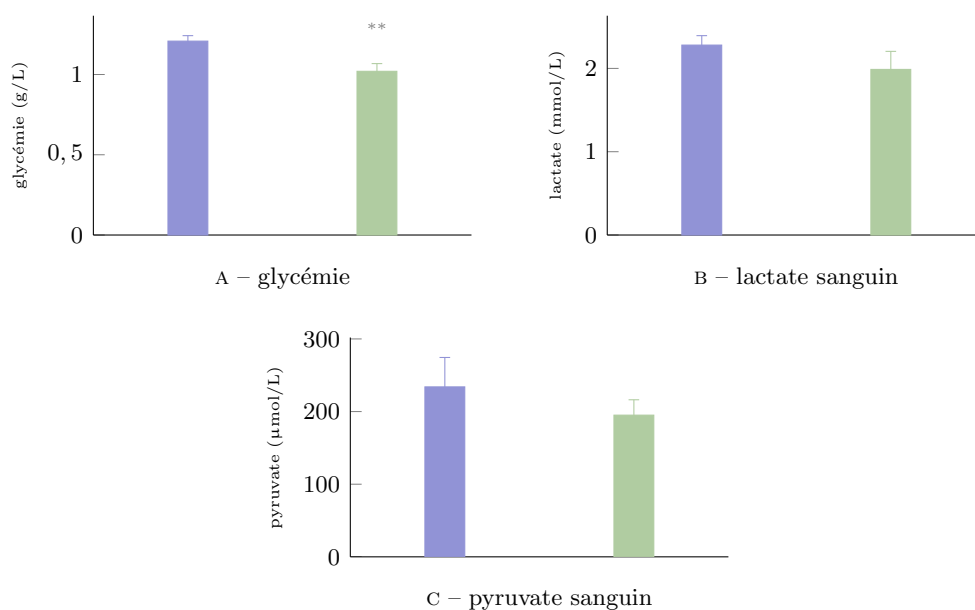 **
glycémie (g/L)
1
0,5
0
A – glycémie
lactate (mmol/L)
2
1
0
B – lactate sanguin
pyruvate (µmol/L)
300
200
100
0
C – pyruvate sanguin